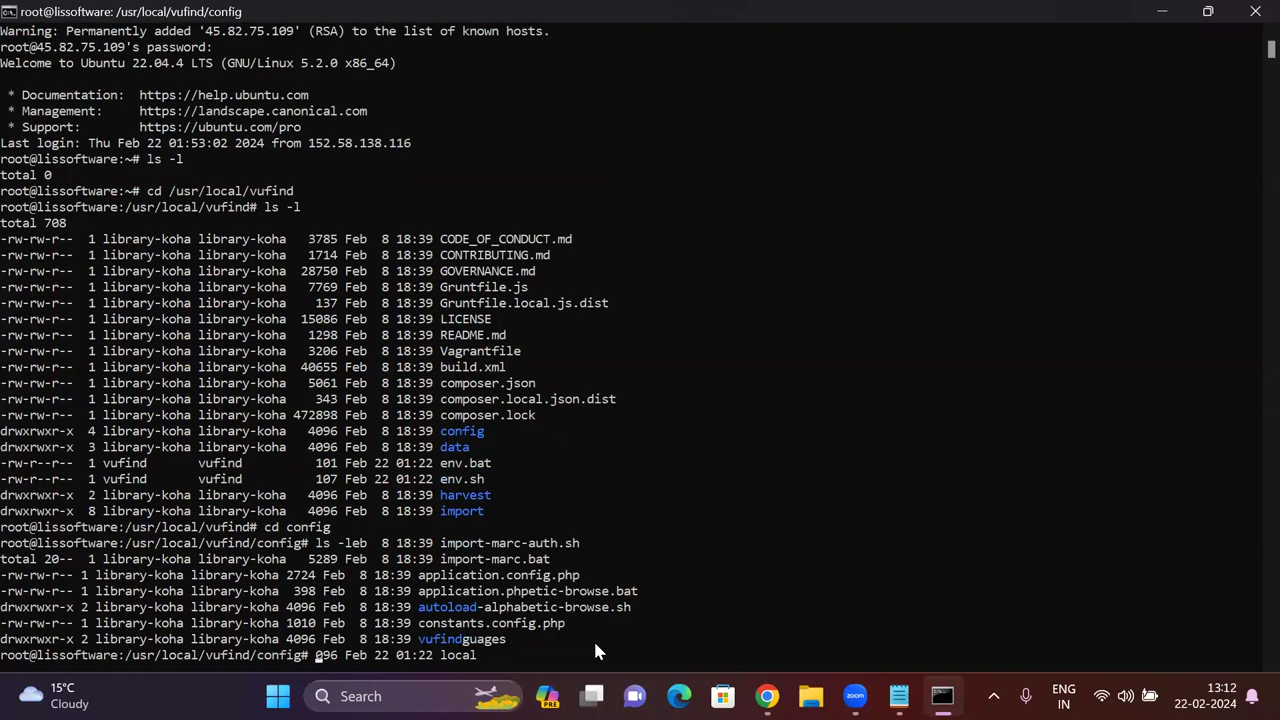 root@lissoftware: /usr/local/vufind/config
Warning: Permanently added '45.82.75.109' (RSA) to the list of known hosts.
root@45.82.75.109's password:
Welcome to Ubuntu 22.04.4 LTS (GNU/Linux 5.2.0 x86_64)
* Documentation:  https://help.ubuntu.com
* Management:     https://landscape.canonical.com
* Support:        https://ubuntu.com/pro
Last login: Thu Feb 22 01:53:02 2024 from 152.58.138.116
root@lissoftware:~# ls -l
total 0
root@lissoftware:~# cd /usr/local/vufind
root@lissoftware:/usr/local/vufind# ls -l
total 708
-rw-rw-r--  1 library-koha library-koha   3785 Feb  8 18:39 CODE_OF_CONDUCT.md
-rw-rw-r--  1 library-koha library-koha   1714 Feb  8 18:39 CONTRIBUTING.md
-rw-rw-r--  1 library-koha library-koha  28750 Feb  8 18:39 GOVERNANCE.md
-rw-rw-r--  1 library-koha library-koha   7769 Feb  8 18:39 Gruntfile.js
-rw-rw-r--  1 library-koha library-koha    137 Feb  8 18:39 Gruntfile.local.js.dist
-rw-rw-r--  1 library-koha library-koha  15086 Feb  8 18:39 LICENSE
-rw-rw-r--  1 library-koha library-koha   1298 Feb  8 18:39 README.md
-rw-rw-r--  1 library-koha library-koha   3206 Feb  8 18:39 Vagrantfile
-rw-rw-r--  1 library-koha library-koha  40655 Feb  8 18:39 build.xml
-rw-rw-r--  1 library-koha library-koha   5061 Feb  8 18:39 composer.json
-rw-rw-r--  1 library-koha library-koha    343 Feb  8 18:39 composer.local.json.dist
-rw-rw-r--  1 library-koha library-koha 472898 Feb  8 18:39 composer.lock
drwxrwxr-x  4 library-koha library-koha   4096 Feb  8 18:39 config
drwxrwxr-x  3 library-koha library-koha   4096 Feb  8 18:39 data
-rw-r--r--  1 vufind       vufind          101 Feb 22 01:22 env.bat
-rw-r--r--  1 vufind       vufind          107 Feb 22 01:22 env.sh
drwxrwxr-x  2 library-koha library-koha   4096 Feb  8 18:39 harvest
drwxrwxr-x  8 library-koha library-koha   4096 Feb  8 18:39 import
root@lissoftware:/usr/local/vufind# cd config
root@lissoftware:/usr/local/vufind/config# ls -leb  8 18:39 import-marc-auth.sh
total 20--  1 library-koha library-koha   5289 Feb  8 18:39 import-marc.bat
-rw-rw-r-- 1 library-koha library-koha 2724 Feb  8 18:39 application.config.php
-rw-rw-r-- 1 library-koha library-koha  398 Feb  8 18:39 application.phpetic-browse.bat
drwxrwxr-x 2 library-koha library-koha 4096 Feb  8 18:39 autoload-alphabetic-browse.sh
-rw-rw-r-- 1 library-koha library-koha 1010 Feb  8 18:39 constants.config.php
drwxrwxr-x 2 library-koha library-koha 4096 Feb  8 18:39 vufindguages
root@lissoftware:/usr/local/vufind/config# 096 Feb 22 01:22 local
15°C
Cloudy
Search
PRE
zoom
ENG
IN
13:12
22-02-2024